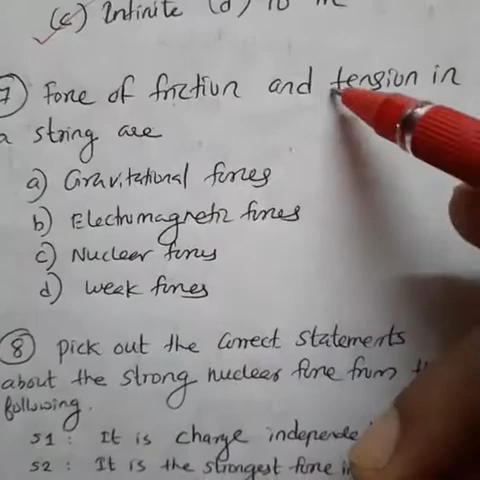 (c) Infinite (d) 10
7) Force of friction and tension in
a string are
a) Gravitational forces
b) Electromagnetic forces
c) Nuclear forces
d) Weak forces
8 Pick out the correct statements
about the strong nuclear force from
following.
S1 : It is charge independe
S2 : It is the strongest force in